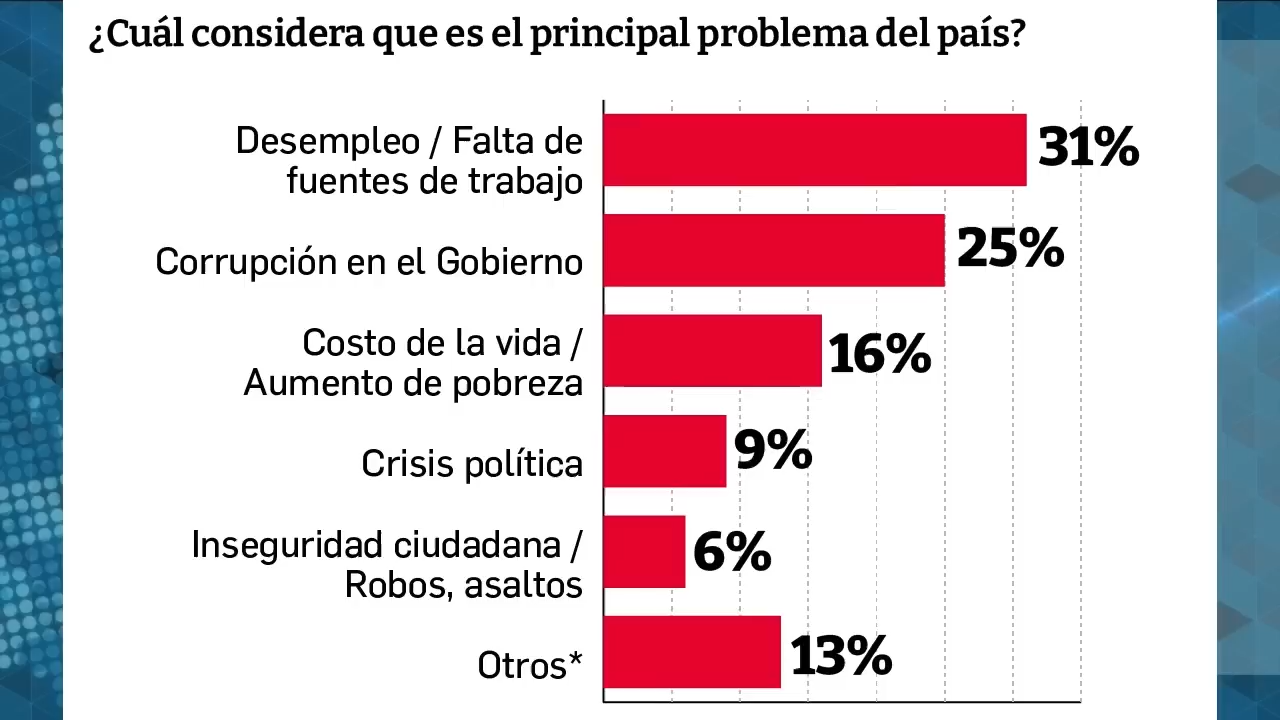 ¿Cuál considera que es el principal problema del país?
Desempleo / Falta de
fuentes de trabajo
31%
Corrupción en el Gobierno
25%
Costo de la vida /
Aumento de pobreza
16%
Crisis política
9%
Inseguridad ciudadana /
Robos, asaltos
6%
Otros*
13%